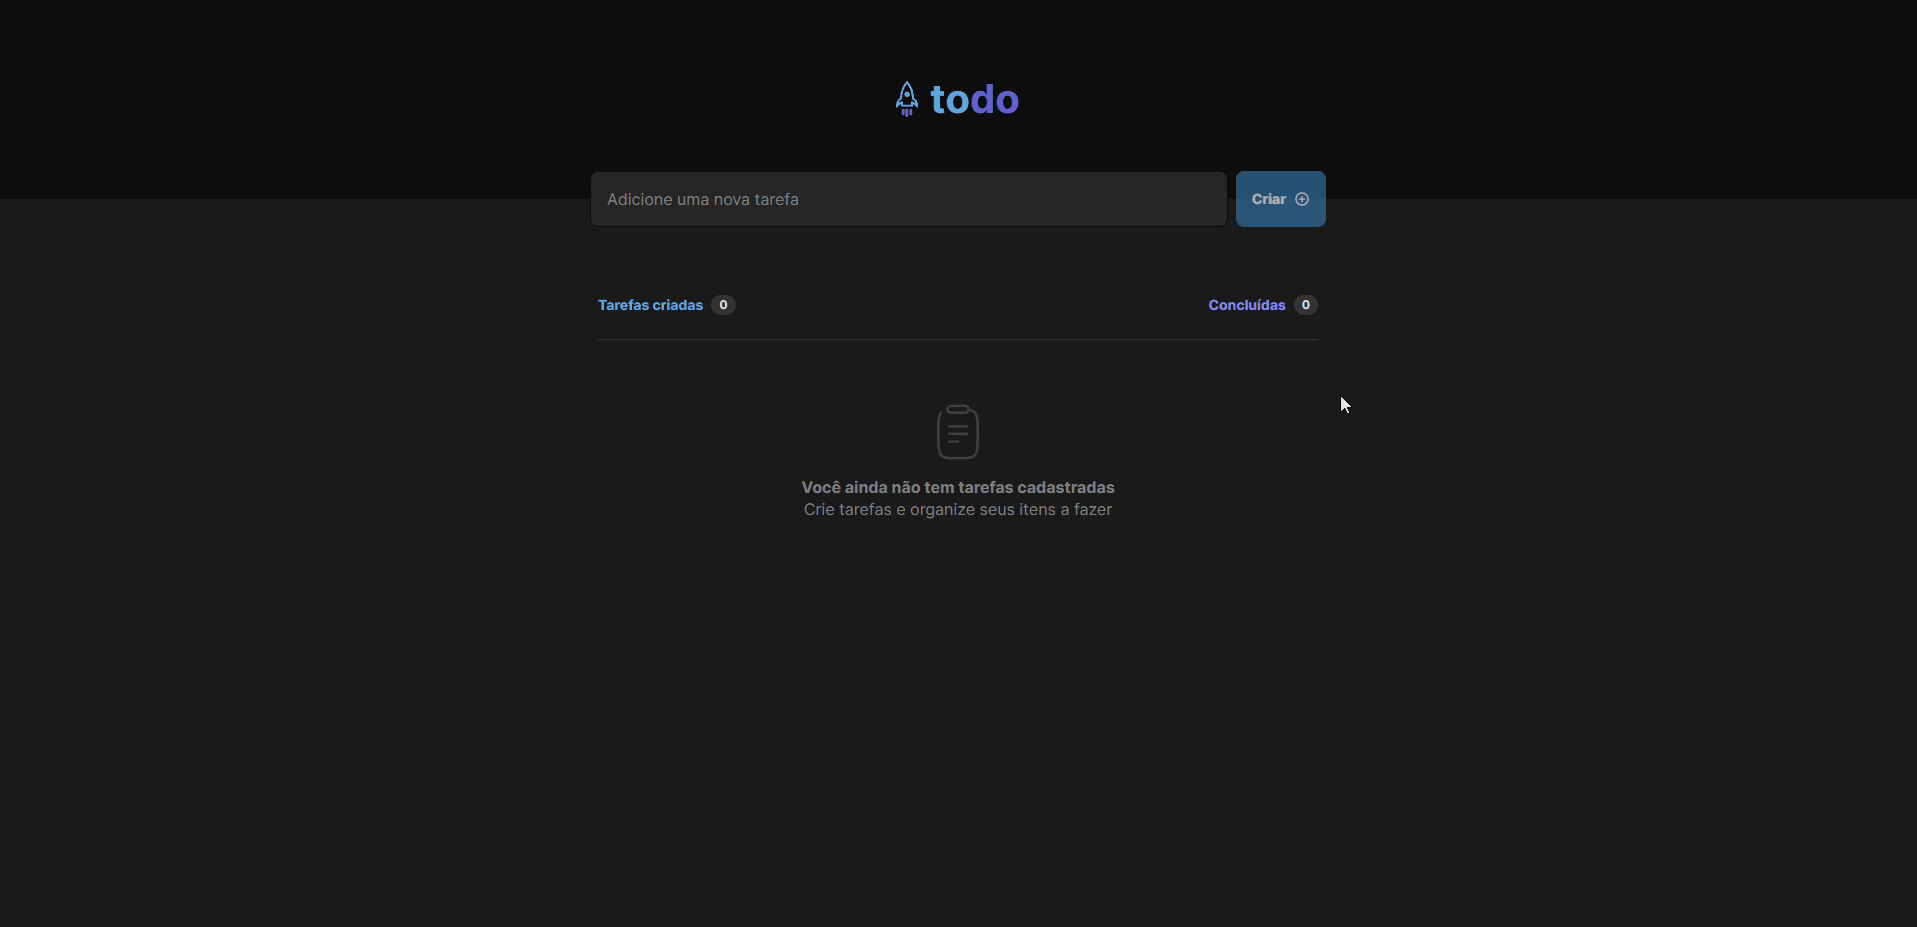 todo
Adicione uma nova tarefa
Criar
Tarefas criadas 0
Concluídas 0
Você ainda não tem tarefas cadastradas
Crie tarefas e organize seus itens a fazer